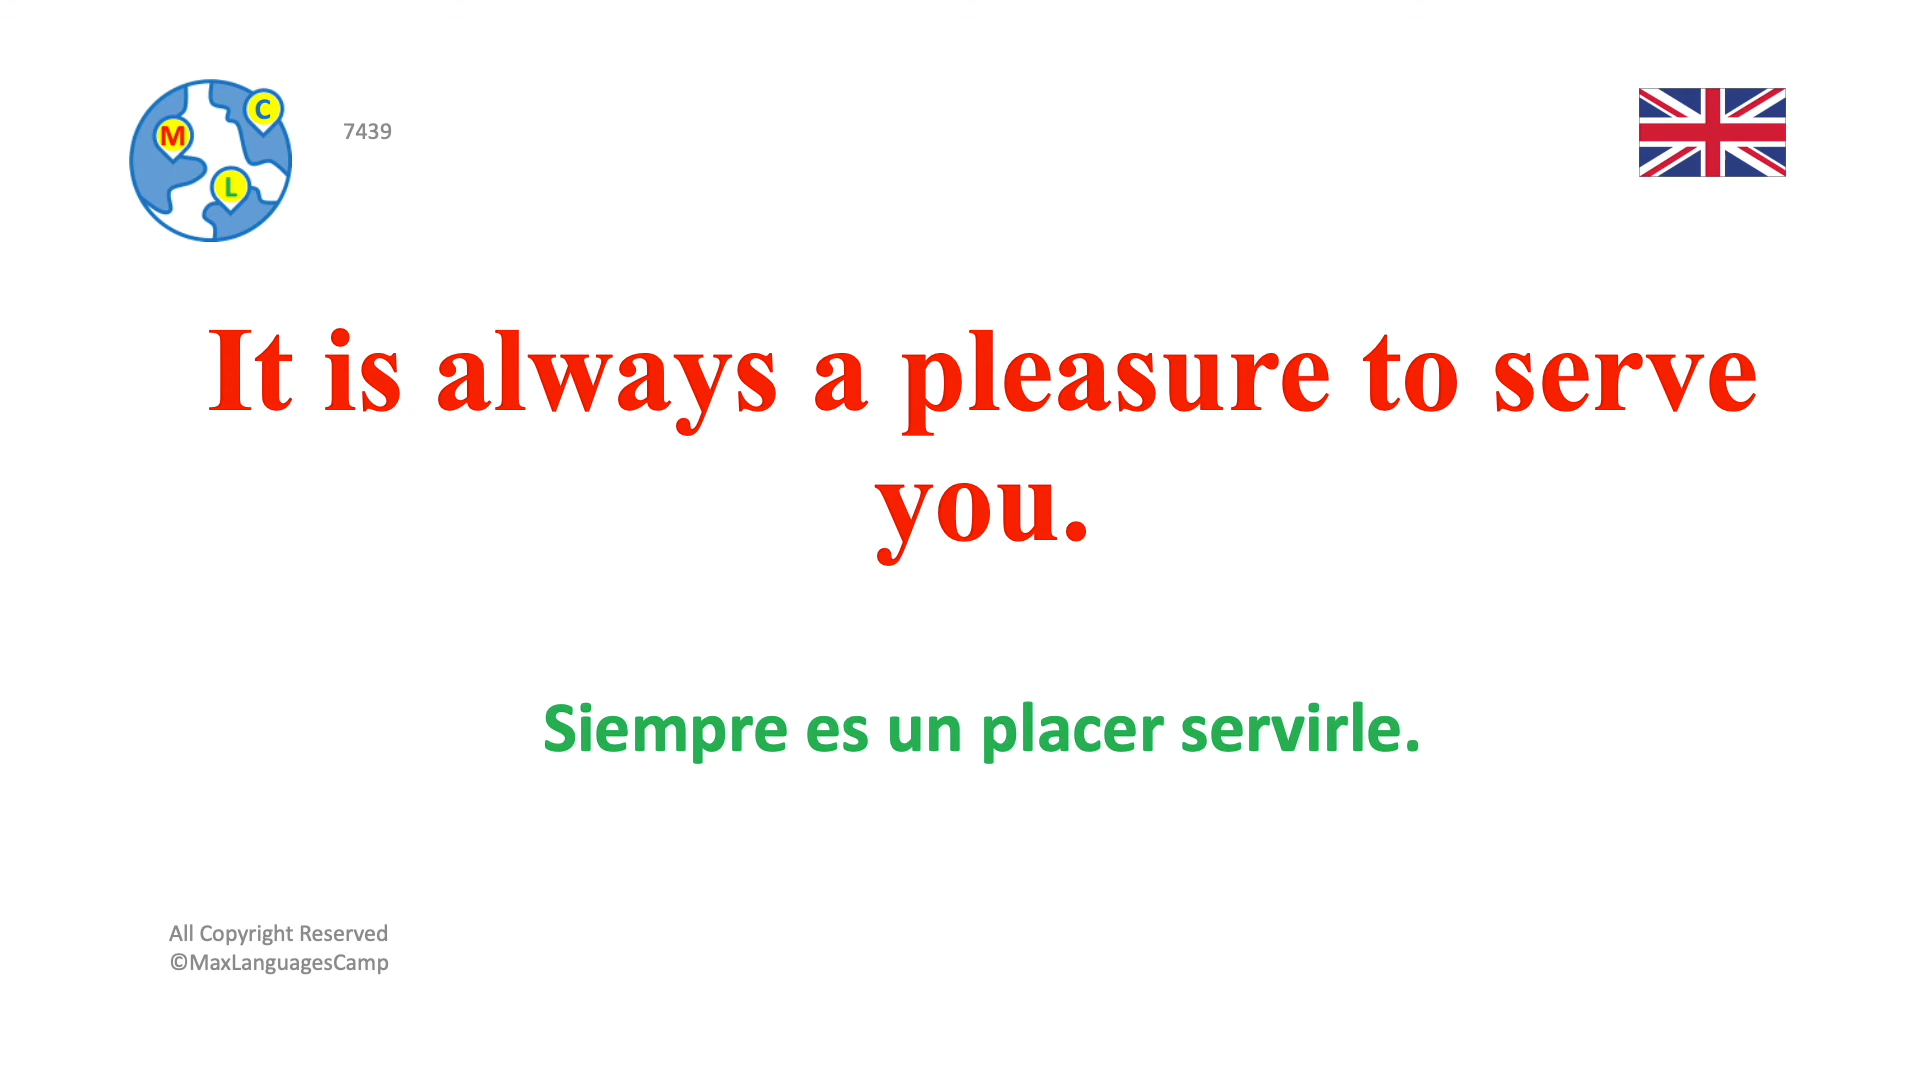 C
M
L
7439
It is always a pleasure to serve
you.
Siempre es un placer servirle.
All Copyright Reserved
©MaxLanguagesCamp